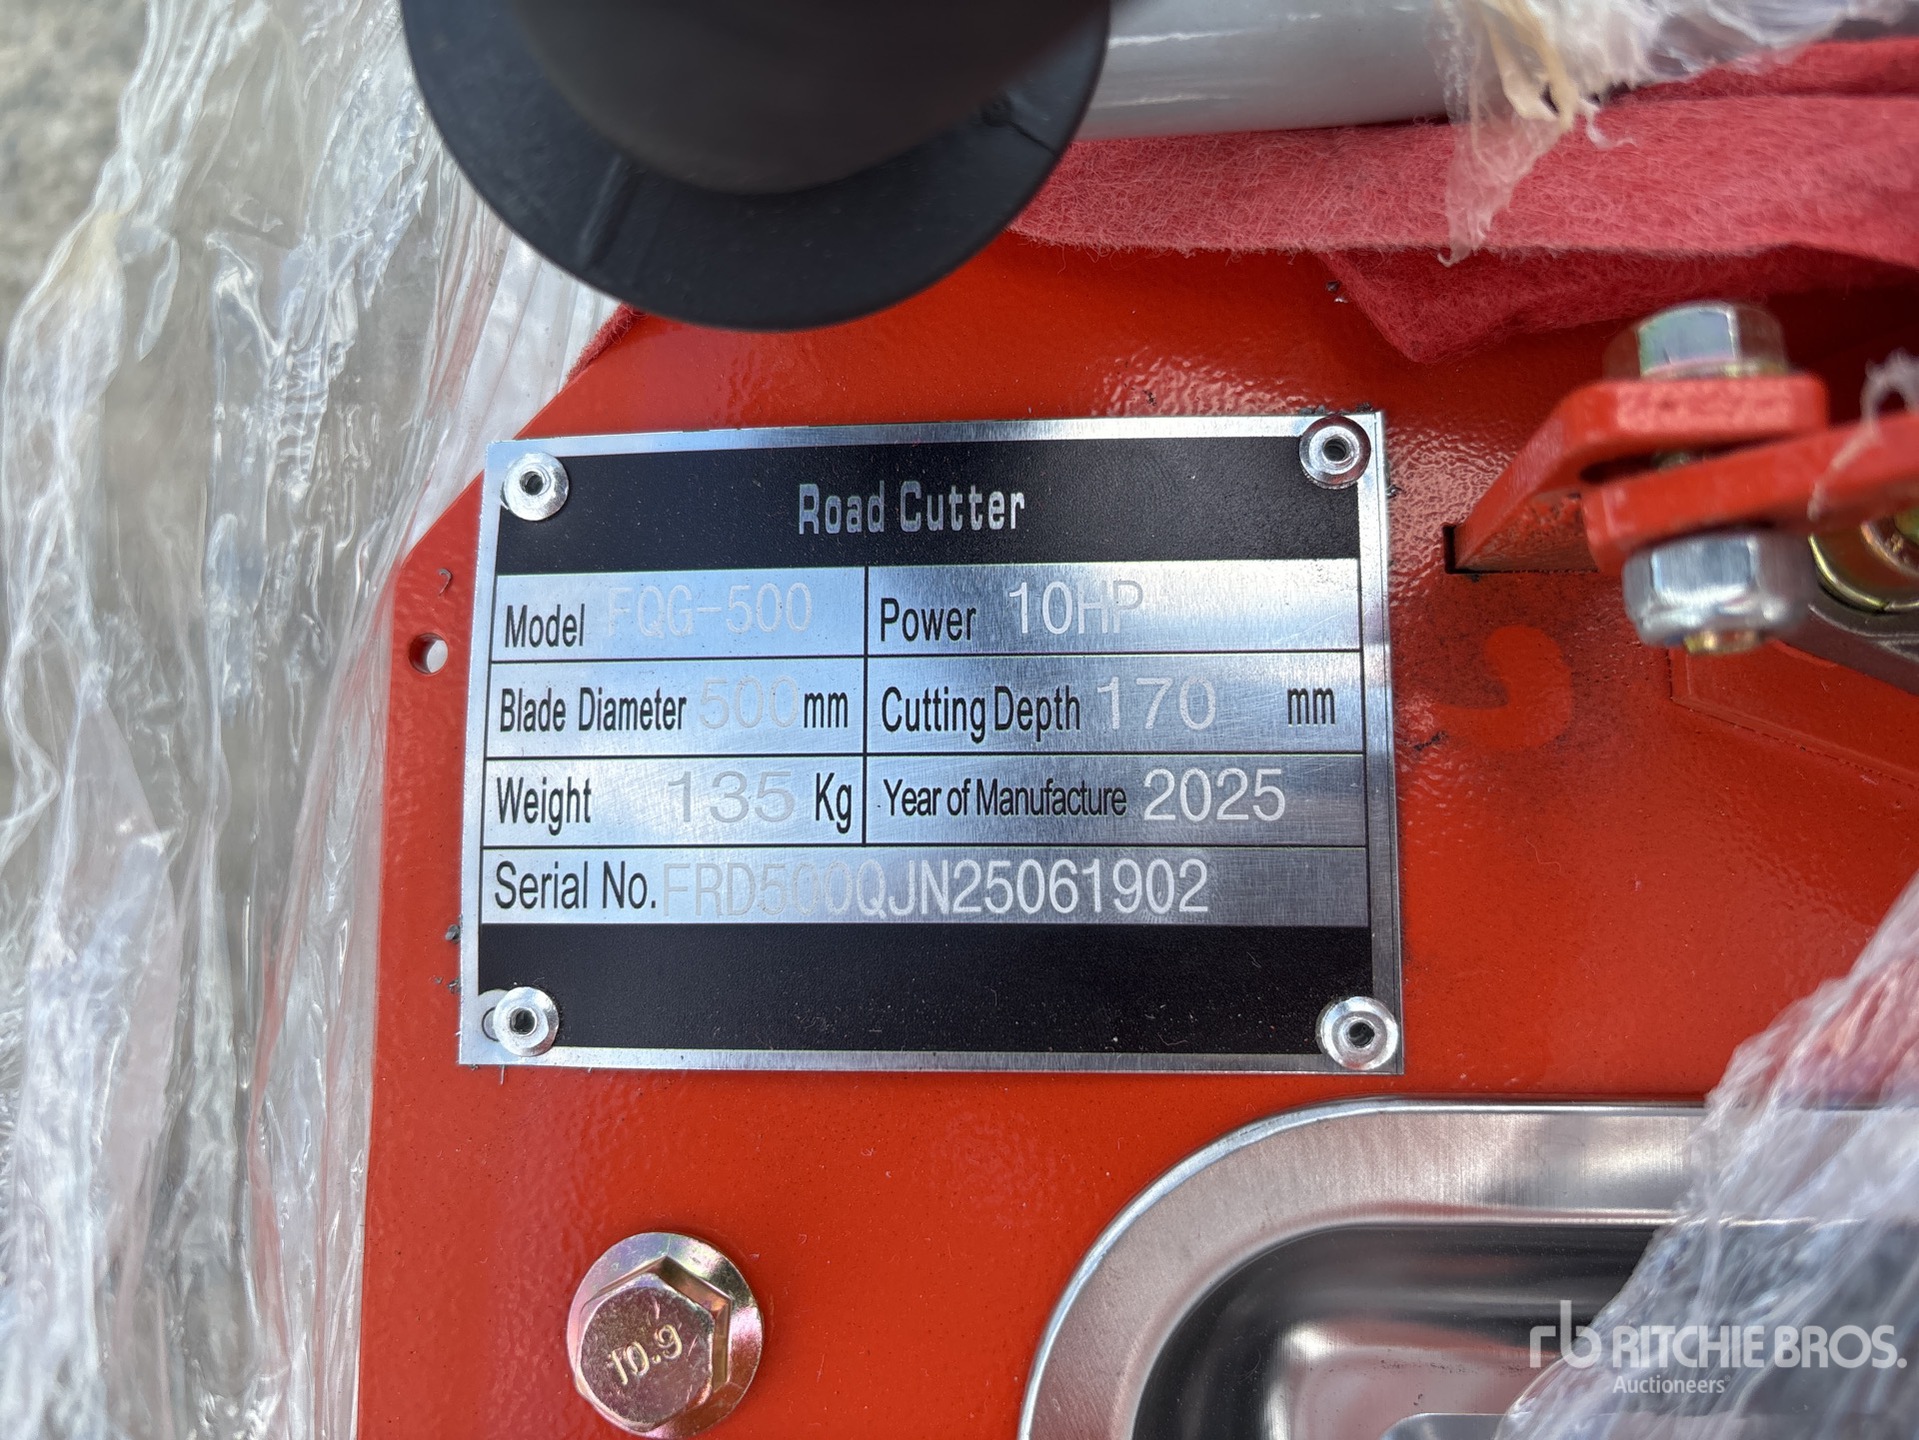 Road Cutter
Model FQG-500 Power 10HP
Blade Diameter 500mm Cutting Depth 170 mm
Weight 135 Kg Year of Manufacture 2025
Serial No. FRD500QJN25061902
10.9
rb RITCHIE BROS.
Auctioneers